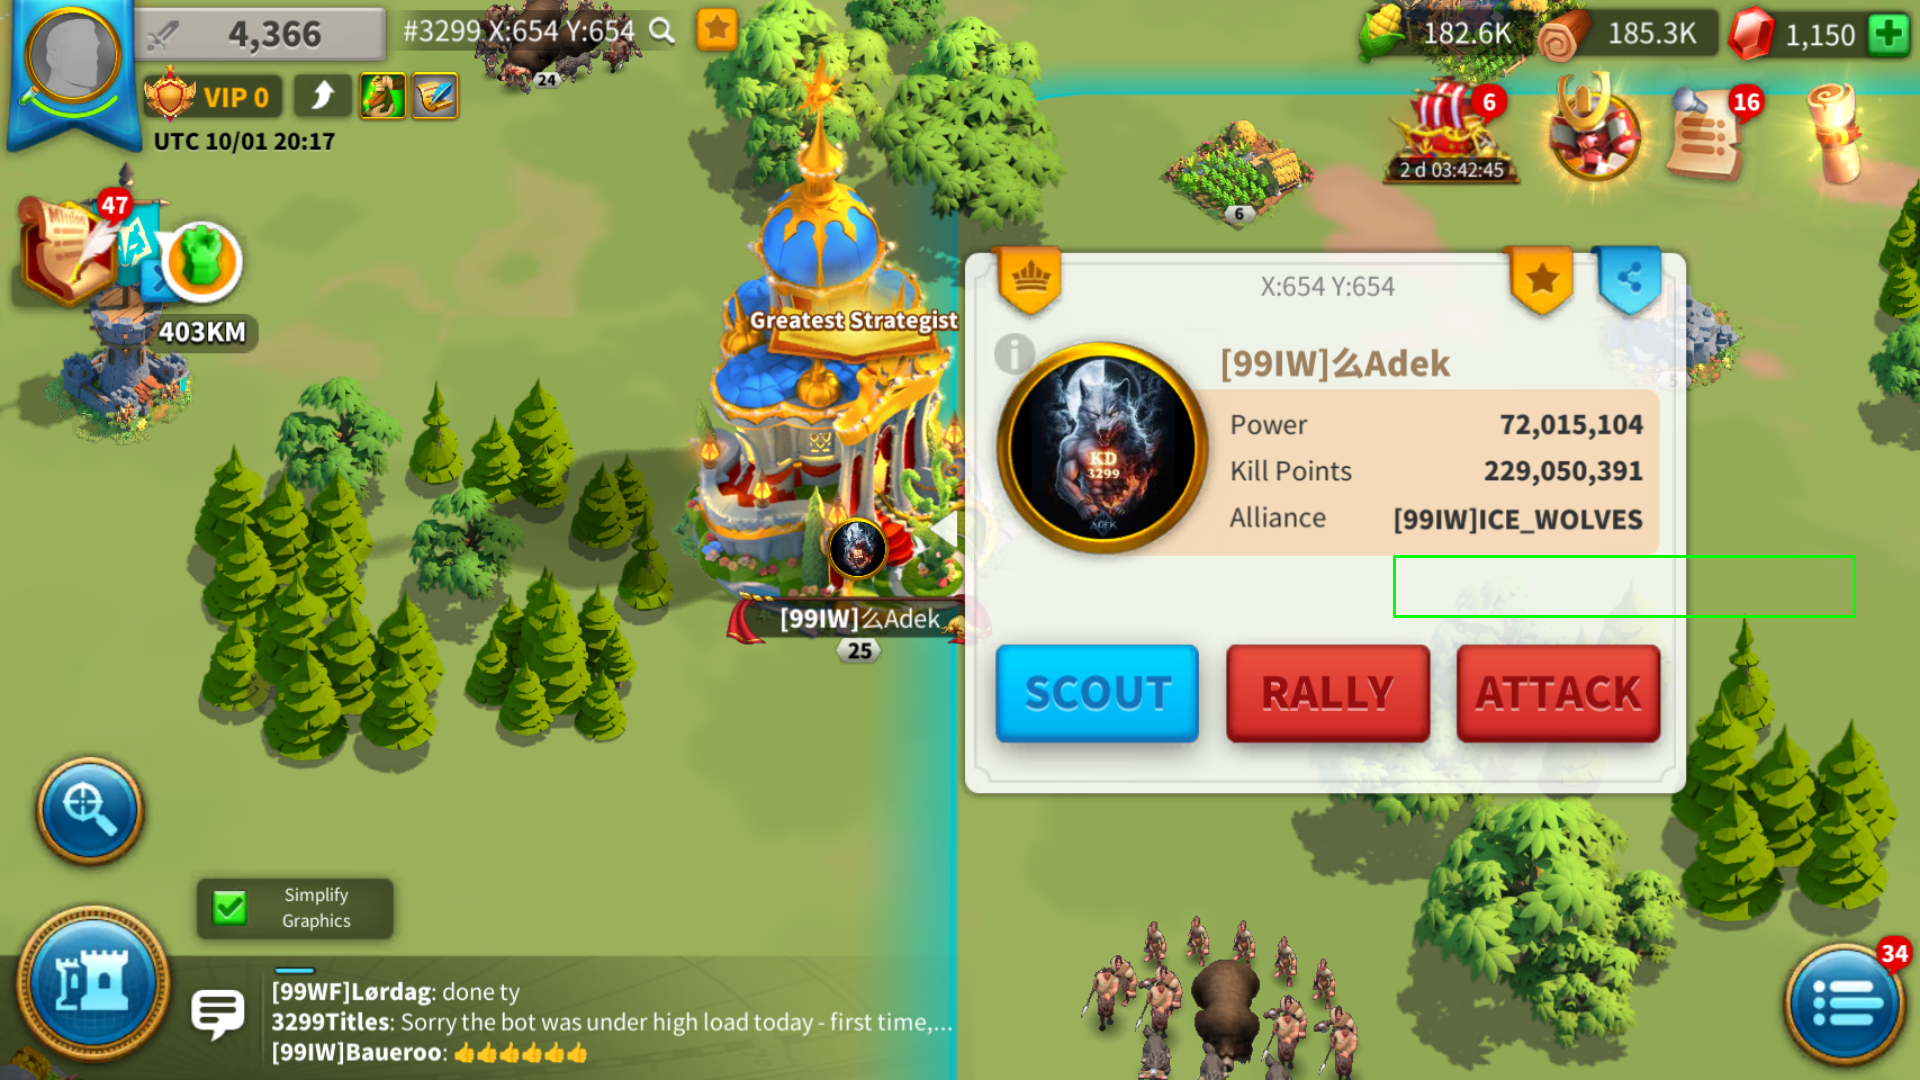 4,366
#3299 X:654 Y:654
182.6K
185.3K
1,150
24
VIP 0
UTC 10/01 20:17
6
2 d 03:42:45
16
Mission
47
403KM
6
Greatest Strategist
X:654 Y:654
[99IW]么Adek
Power 72,015,104
Kill Points 229,050,391
Alliance [99IW]ICE_WOLVES
KD
3299
ADEK
5
[99IW]么Adek
25
SCOUT
RALLY
ATTACK
Simplify
Graphics
[99WF]Lørdag: done ty
3299Titles: Sorry the bot was under high load today - first time,...
[99IW]Baueroo: 👍👍👍👍👍👍
34